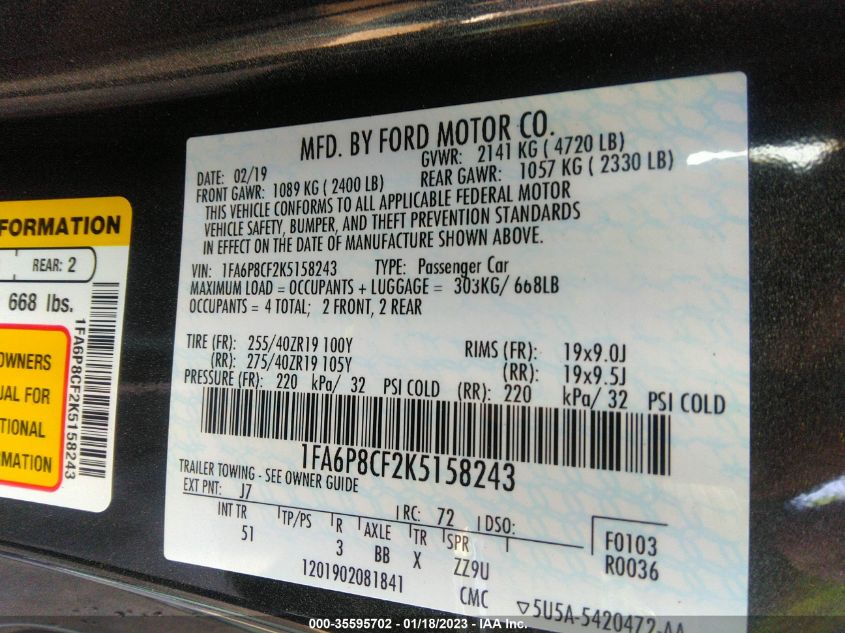 MFD. BY FORD MOTOR CO.
DATE: 02/19 GVWR: 2141 KG ( 4720 LB)
FRONT GAWR: 1089 KG ( 2400 LB) REAR GAWR: 1057 KG ( 2330 LB)
THIS VEHICLE CONFORMS TO ALL APPLICABLE FEDERAL MOTOR
VEHICLE SAFETY, BUMPER, AND THEFT PREVENTION STANDARDS
IN EFFECT ON THE DATE OF MANUFACTURE SHOWN ABOVE.
VIN: 1FA6P8CF2K5158243 TYPE: Passenger Car
MAXIMUM LOAD = OCCUPANTS + LUGGAGE = 303KG/ 668LB
OCCUPANTS = 4 TOTAL; 2 FRONT, 2 REAR
TIRE (FR): 255/40ZR19 100Y RIMS (FR): 19x9.0J
(RR): 275/40ZR19 105Y (RR): 19x9.5J
PRESSURE (FR): 220 kPa/ 32 PSI COLD (RR): 220 kPa/ 32 PSI COLD
1FA6P8CF2K5158243
TRAILER TOWING - SEE OWNER GUIDE
EXT PNT: J7 RC: 72 DSO:
INT TR TP/PS R AXLE TR SPR F0103
51 3 BB X ZZ9U R0036
1201902081841 CMC
▽5U5A-5420472-AA
FORMATION
REAR: 2
668 lbs.
1FA6P8CF2K5158243
OWNERS
UAL FOR
TIONAL
RMATION
000-35595702 - 01/18/2023 - IAA Inc.